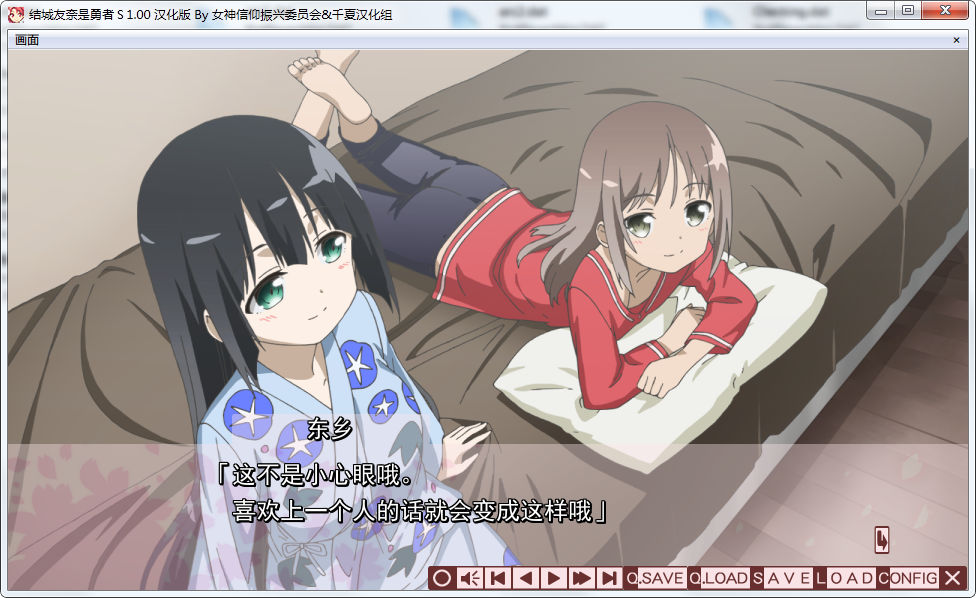 结城友奈是勇者 S 1.00 汉化版 By 女神信仰振兴委员会&千夏汉化组
画面
东乡
「这不是小心眼哦。
喜欢上一个人的话就会变成这样哦」
Q.SAVE Q.LOAD SAVE LOAD CONFIG